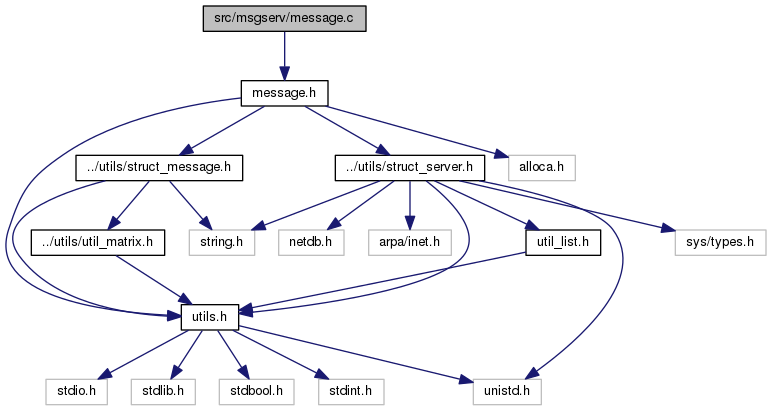 src/msgserv/message.c
message.h
../utils/struct_message.h
../utils/struct_server.h
alloca.h
../utils/util_matrix.h
string.h
netdb.h
arpa/inet.h
util_list.h
sys/types.h
utils.h
stdio.h
stdlib.h
stdbool.h
stdint.h
unistd.h